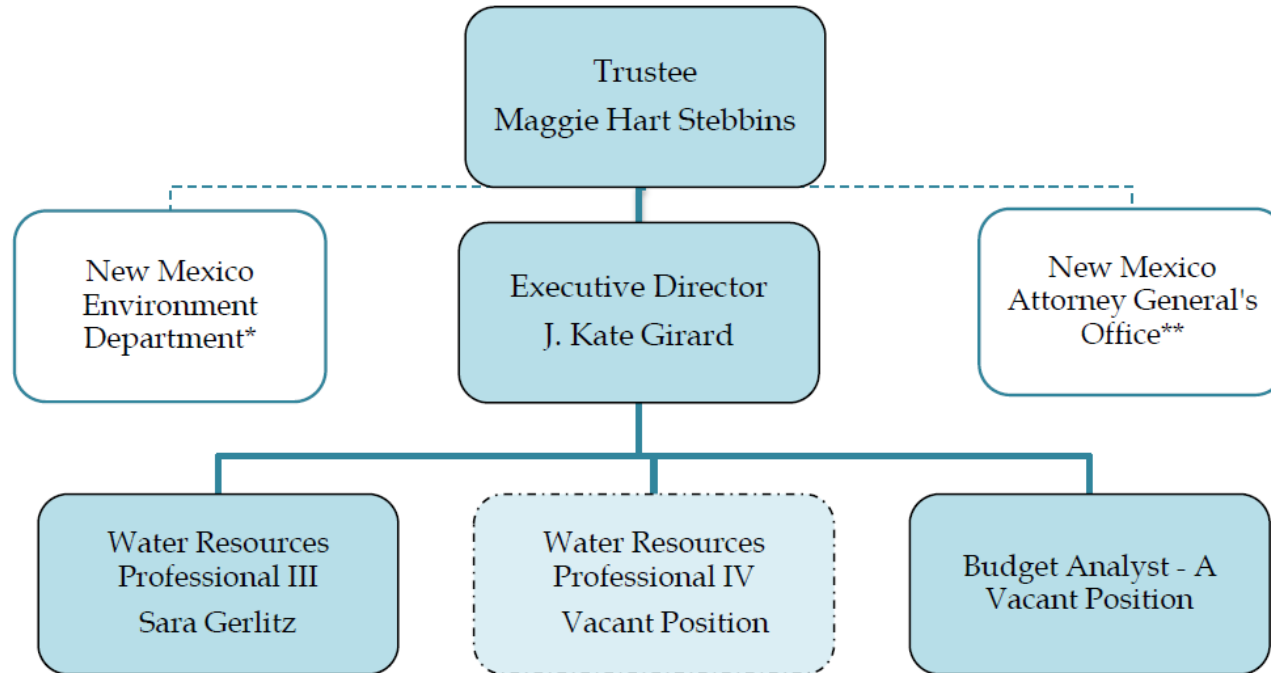 Trustee
Maggie Hart Stebbins
New Mexico
Environment
Department*
Executive Director
J. Kate Girard
New Mexico
Attorney General's
Office**
Water Resources
Professional III
Sara Gerlitz
Water Resources
Professional IV
Vacant Position
Budget Analyst - A
Vacant Position